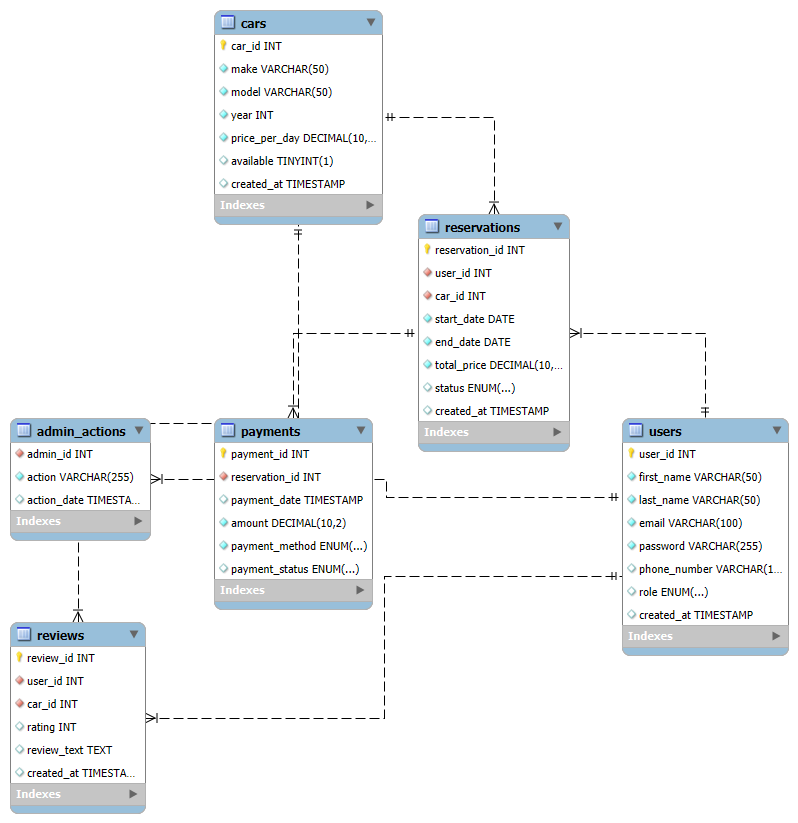 cars
car_id INT
make VARCHAR(50)
model VARCHAR(50)
year INT
price_per_day DECIMAL(10,...
available TINYINT(1)
created_at TIMESTAMP
Indexes
reservations
reservation_id INT
user_id INT
car_id INT
start_date DATE
end_date DATE
total_price DECIMAL(10,...
status ENUM(...)
created_at TIMESTAMP
Indexes
admin_actions
admin_id INT
action VARCHAR(255)
action_date TIMESTA...
Indexes
payments
payment_id INT
reservation_id INT
payment_date TIMESTAMP
amount DECIMAL(10,2)
payment_method ENUM(...)
payment_status ENUM(...)
Indexes
users
user_id INT
first_name VARCHAR(50)
last_name VARCHAR(50)
email VARCHAR(100)
password VARCHAR(255)
phone_number VARCHAR(1...
role ENUM(...)
created_at TIMESTAMP
Indexes
reviews
review_id INT
user_id INT
car_id INT
rating INT
review_text TEXT
created_at TIMESTA...
Indexes